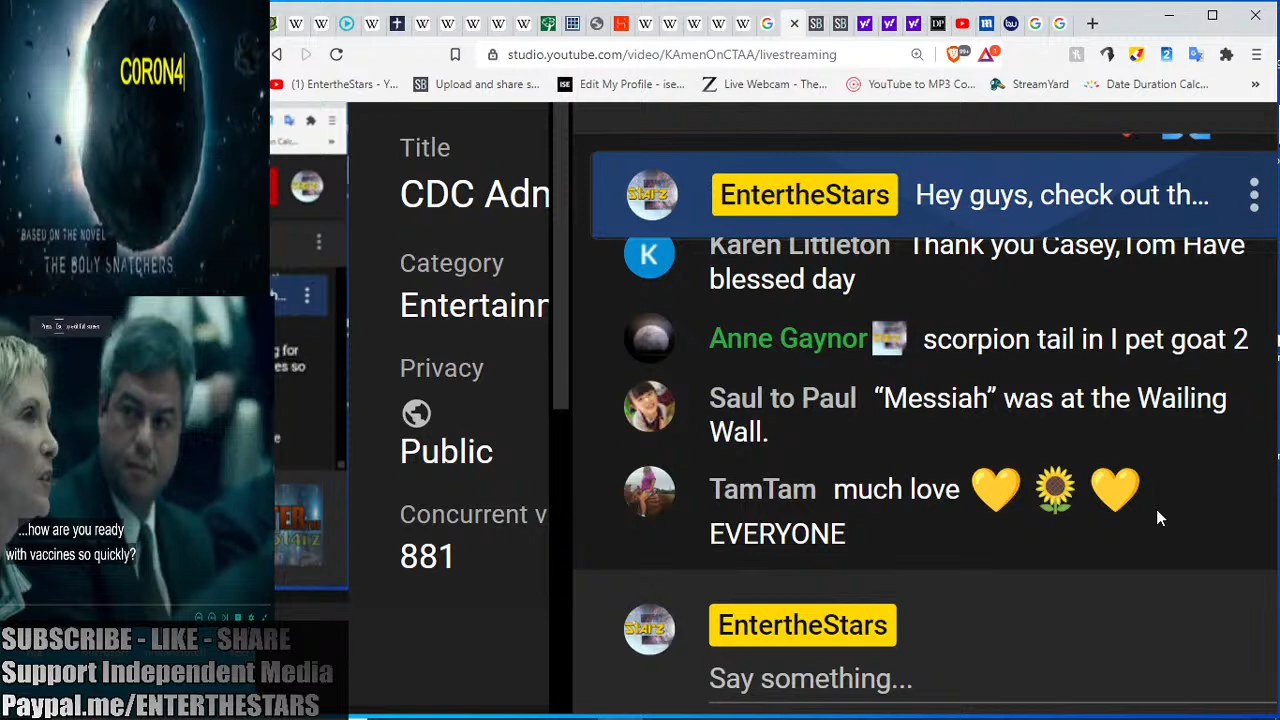 CORON4
"BASED ON THE NOVEL
THE BODY SNATCHERS
...how are you ready
with vaccines so quickly?
SUBSCRIBE - LIKE - SHARE
Support Independent Media
Paypal.me/ENTERTHESTARS
studio.youtube.com/video/KAmenOnCTAA/livestreaming
99+
1
2
(1) EntertheStars - Y...
SB
Upload and share s...
iSE
Edit My Profile - ise...
Z
Live Webcam - The...
YouTube to MP3 Co...
StreamYard
Date Duration Calc...
»
Title
CDC Adn
Category
Entertainr
Privacy
Public
Concurrent v
881
EntertheStars Hey guys, check out th...
K
Karen Littleton Thank you Casey,Tom Have
blessed day
Anne Gaynor scorpion tail in I pet goat 2
Saul to Paul “Messiah” was at the Wailing
Wall.
TamTam much love 💛 🌻 💛
EVERYONE
EntertheStars
Say something...